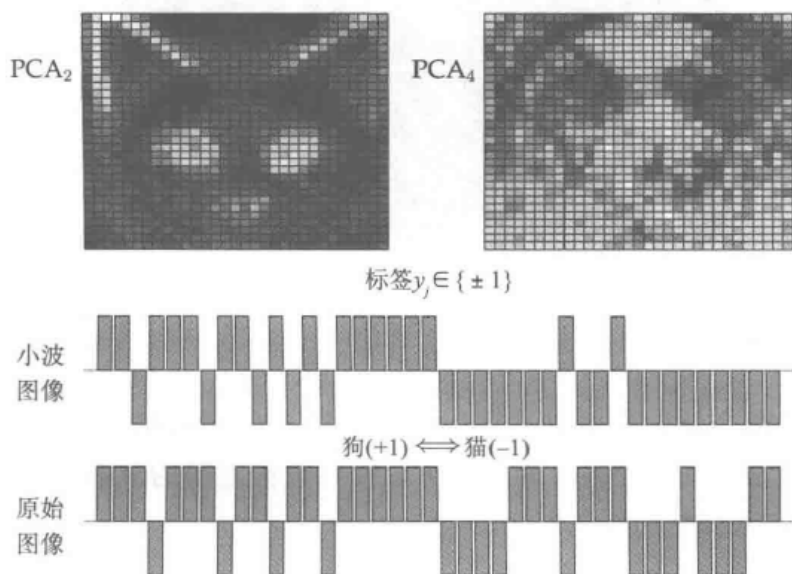 PCA₂
PCA₄
标签y_j∈{±1}
小波
图像
狗(+1)⟺猫(−1)
原始
图像